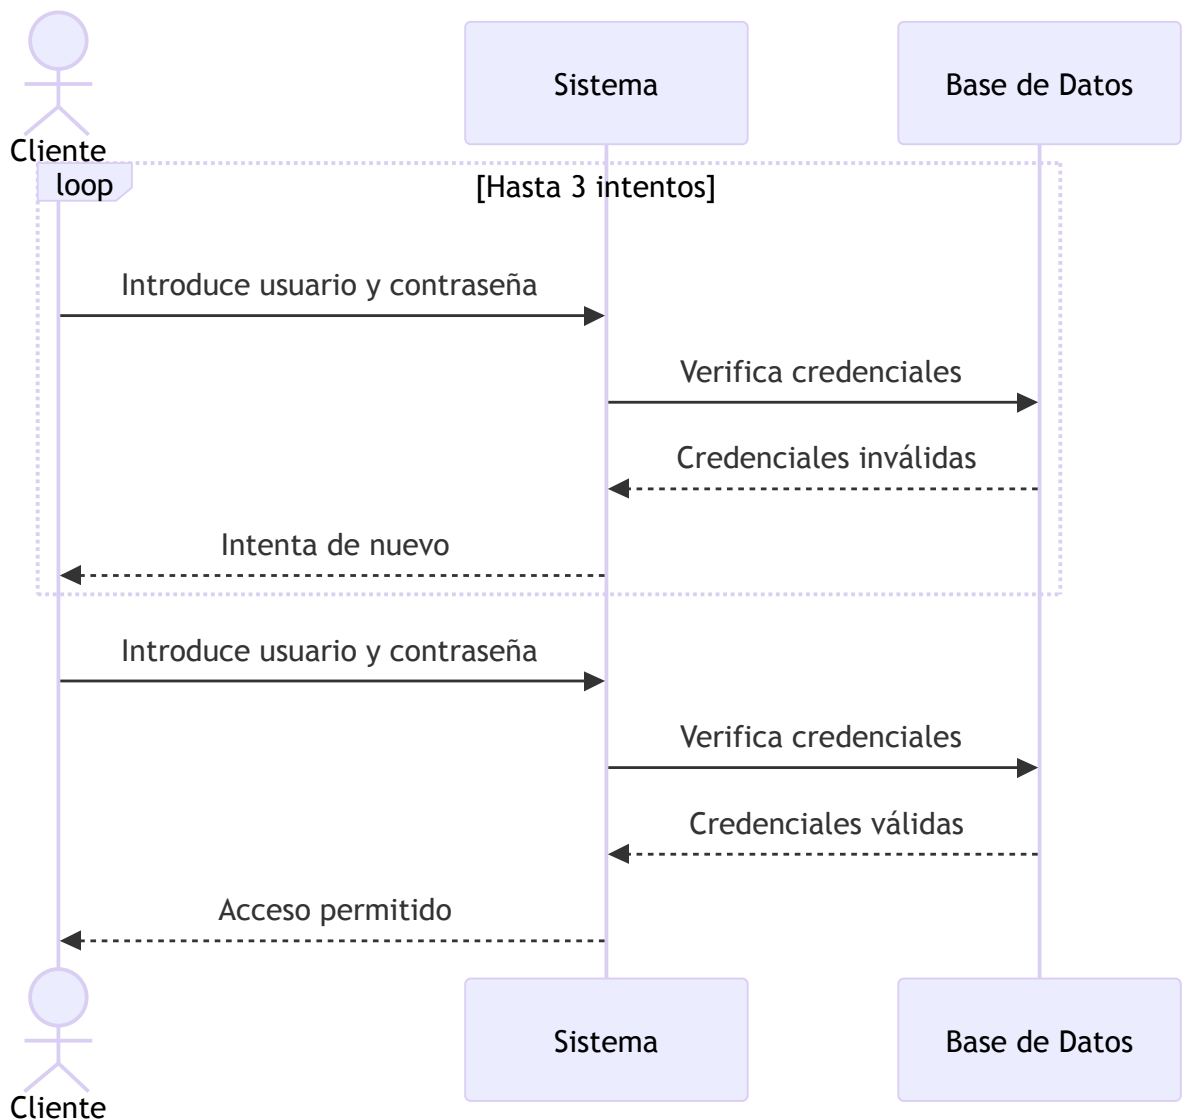 Sistema
Base de Datos
Cliente
loop
[Hasta 3 intentos]
Introduce usuario y contraseña
Verifica credenciales
Credenciales inválidas
Intenta de nuevo
Introduce usuario y contraseña
Verifica credenciales
Credenciales válidas
Acceso permitido
Sistema
Base de Datos
Cliente